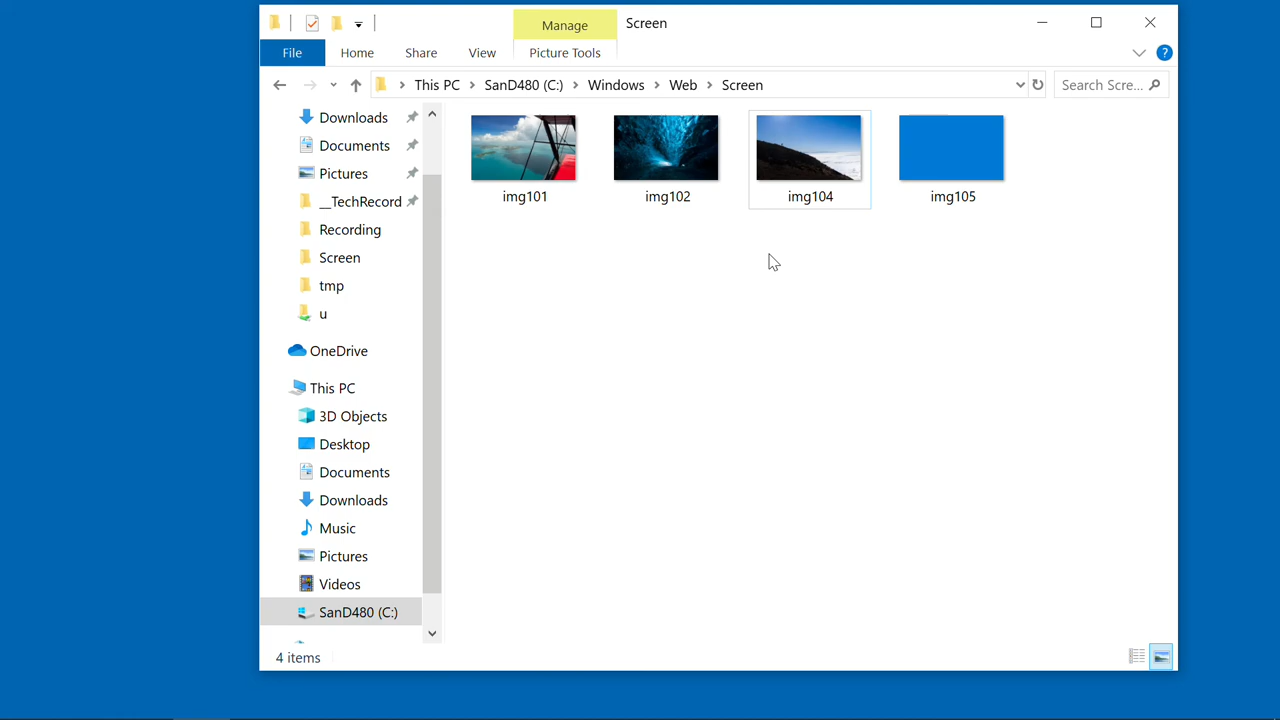 Manage
Screen
File
Home
Share
View
Picture Tools
?
This PC
SanD480 (C:)
Windows
Web
Screen
Search Scre...
Downloads
Documents
Pictures
__TechRecord
Recording
Screen
tmp
u
OneDrive
This PC
3D Objects
Desktop
Documents
Downloads
Music
Pictures
Videos
SanD480 (C:)
img101
img102
img104
img105
4 items